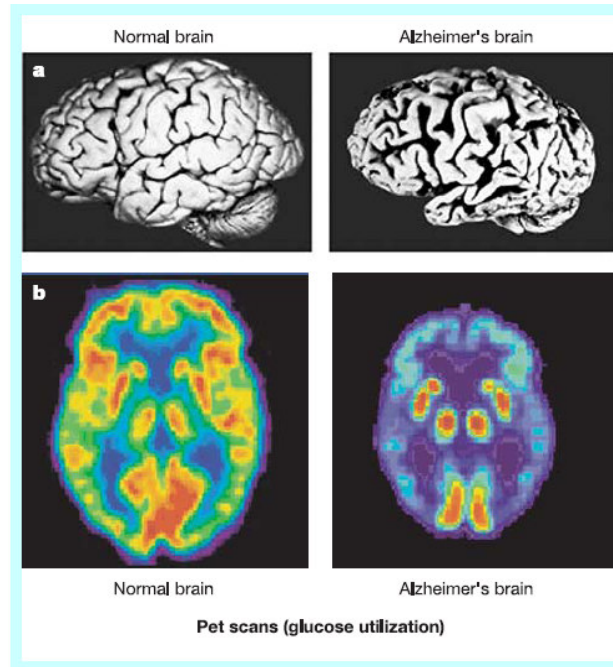 Normal brain
Alzheimer's brain
a
b
Normal brain
Alzheimer's brain
Pet scans (glucose utilization)